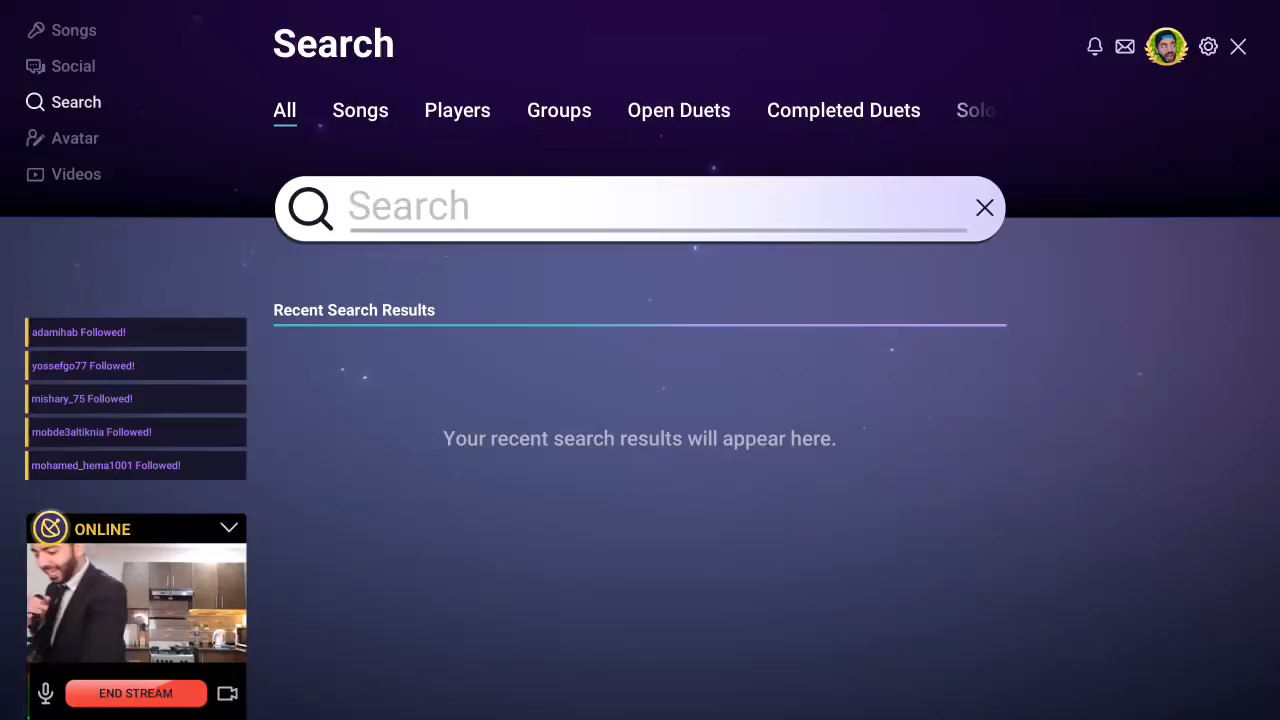 Songs
Social
Search
Avatar
Videos
Search
All Songs Players Groups Open Duets Completed Duets Solo
Search
Recent Search Results
Your recent search results will appear here.
adamihab Followed!
yossefgo77 Followed!
mishary_75 Followed!
mobde3altiknia Followed!
mohamed_hema1001 Followed!
ONLINE
END STREAM